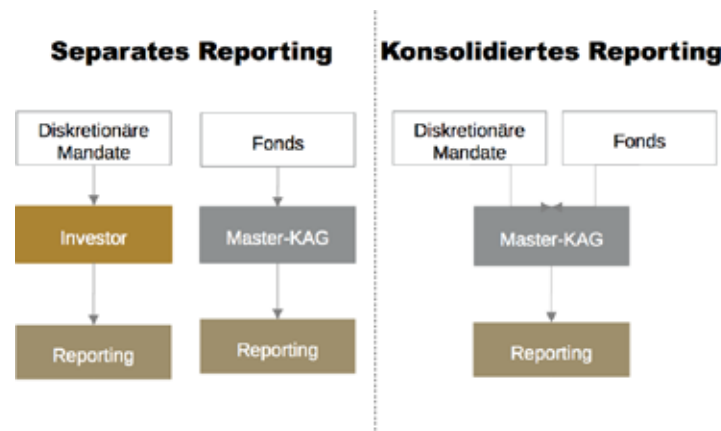 Separates Reporting
Diskretionäre
Mandate
Fonds
Investor
Master-KAG
Reporting
Reporting
Konsolidiertes Reporting
Diskretionäre
Mandate
Fonds
Master-KAG
Reporting